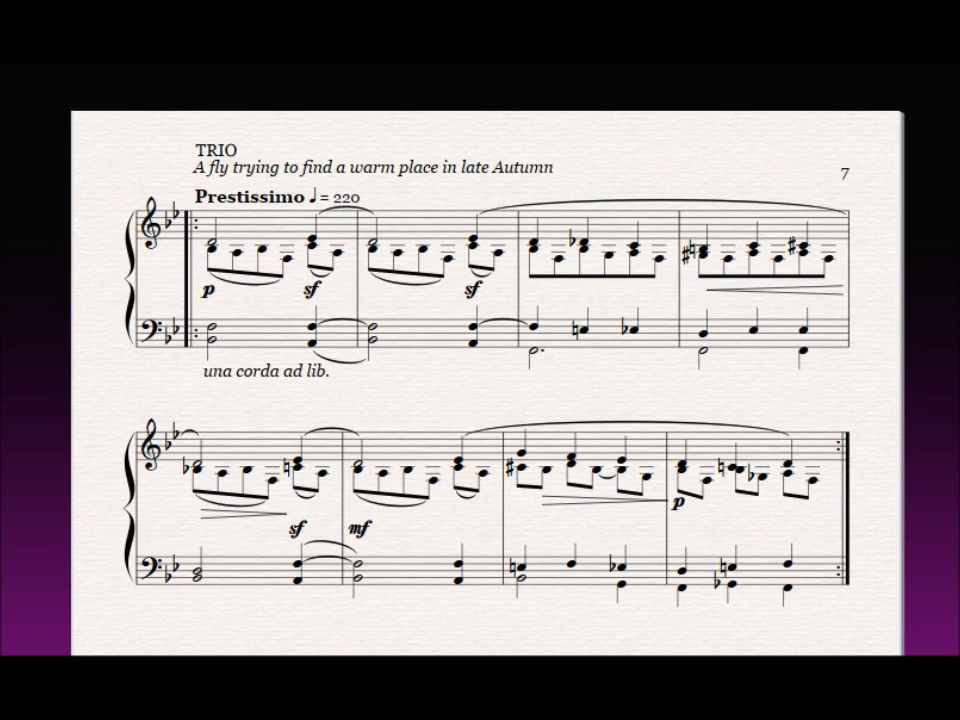 TRIO
A fly trying to find a warm place in late Autumn
7
Prestissimo ♩ = 220
p sf sf
una corda ad lib.
sf mf p